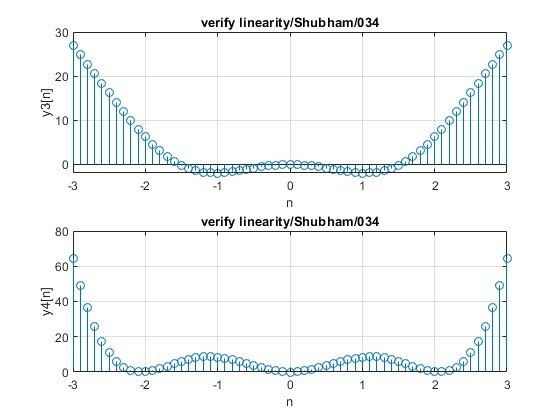 verify linearity/Shubham/034
30
20
10
0
y3[n]
-3 -2 -1 0 1 2 3
n
verify linearity/Shubham/034
80
60
40
20
0
y4[n]
-3 -2 -1 0 1 2 3
n